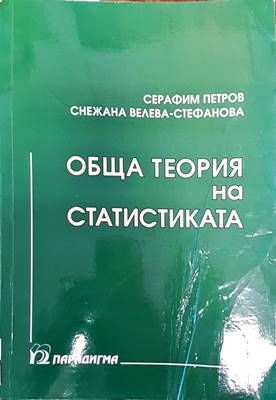 СЕРАФИМ ПЕТРОВ
СНЕЖАНА ВЕЛЕВА-СТЕФАНОВА
ОБЩА ТЕОРИЯ
на
СТАТИСТИКАТА
ПАРАДИГМА